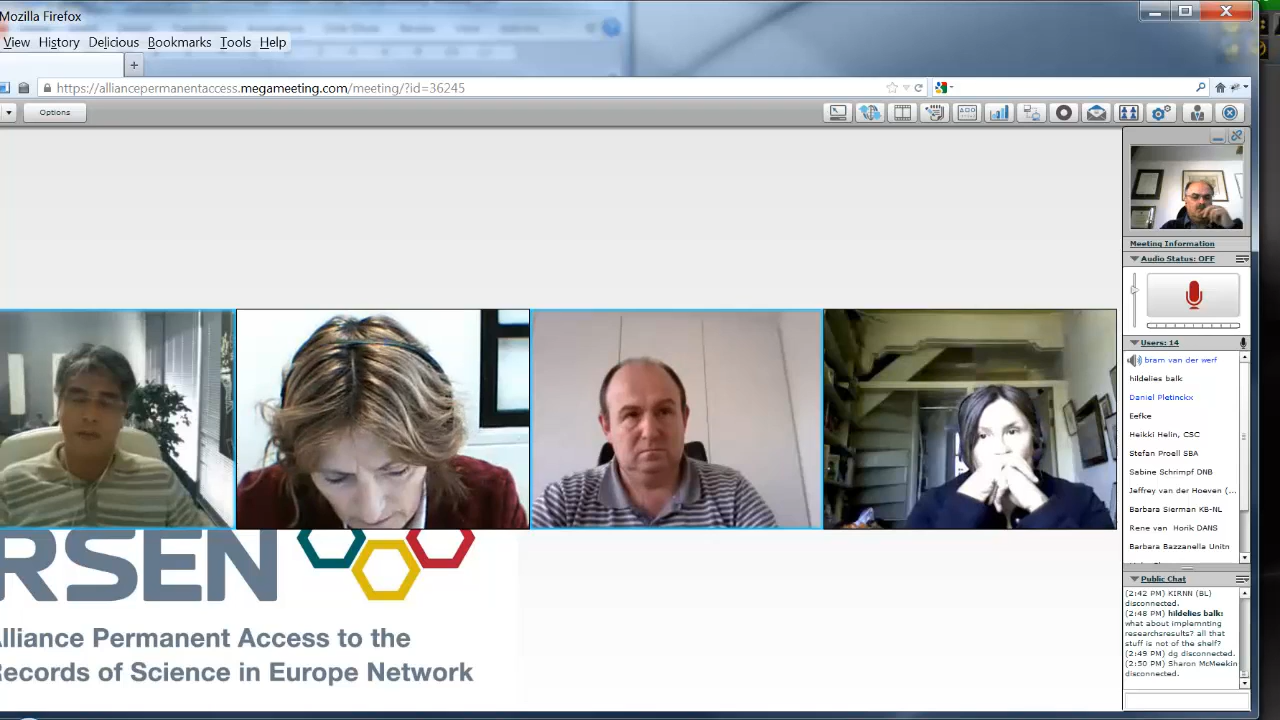 Mozilla Firefox
View History Delicious Bookmarks Tools Help
+
https://alliancepermanentaccess.megameeting.com/meeting/?id=36245
Options
Meeting Information
Audio Status: OFF
Users: 14
bram van der werf
hildelies balk
Daniel Pletinckx
Eefke
Heikki Helin, CSC
Stefan Proell SBA
Sabine Schrimpf DNB
Jeffrey van der Hoeven (...
Barbara Sierman KB-NL
Rene van Horik DANS
Barbara Bazzanella Unitn
Public Chat
(2:42 PM) KIRNN (BL)
disconnected.
(2:48 PM) hildelies balk:
what about implemnting
researchsresults? all that
stuff is not of the shelf?
(2:49 PM) dg disconnected.
(2:50 PM) Sharon McMeekin
disconnected.
RSEN
lliance Permanent Access to the
ecords of Science in Europe Network